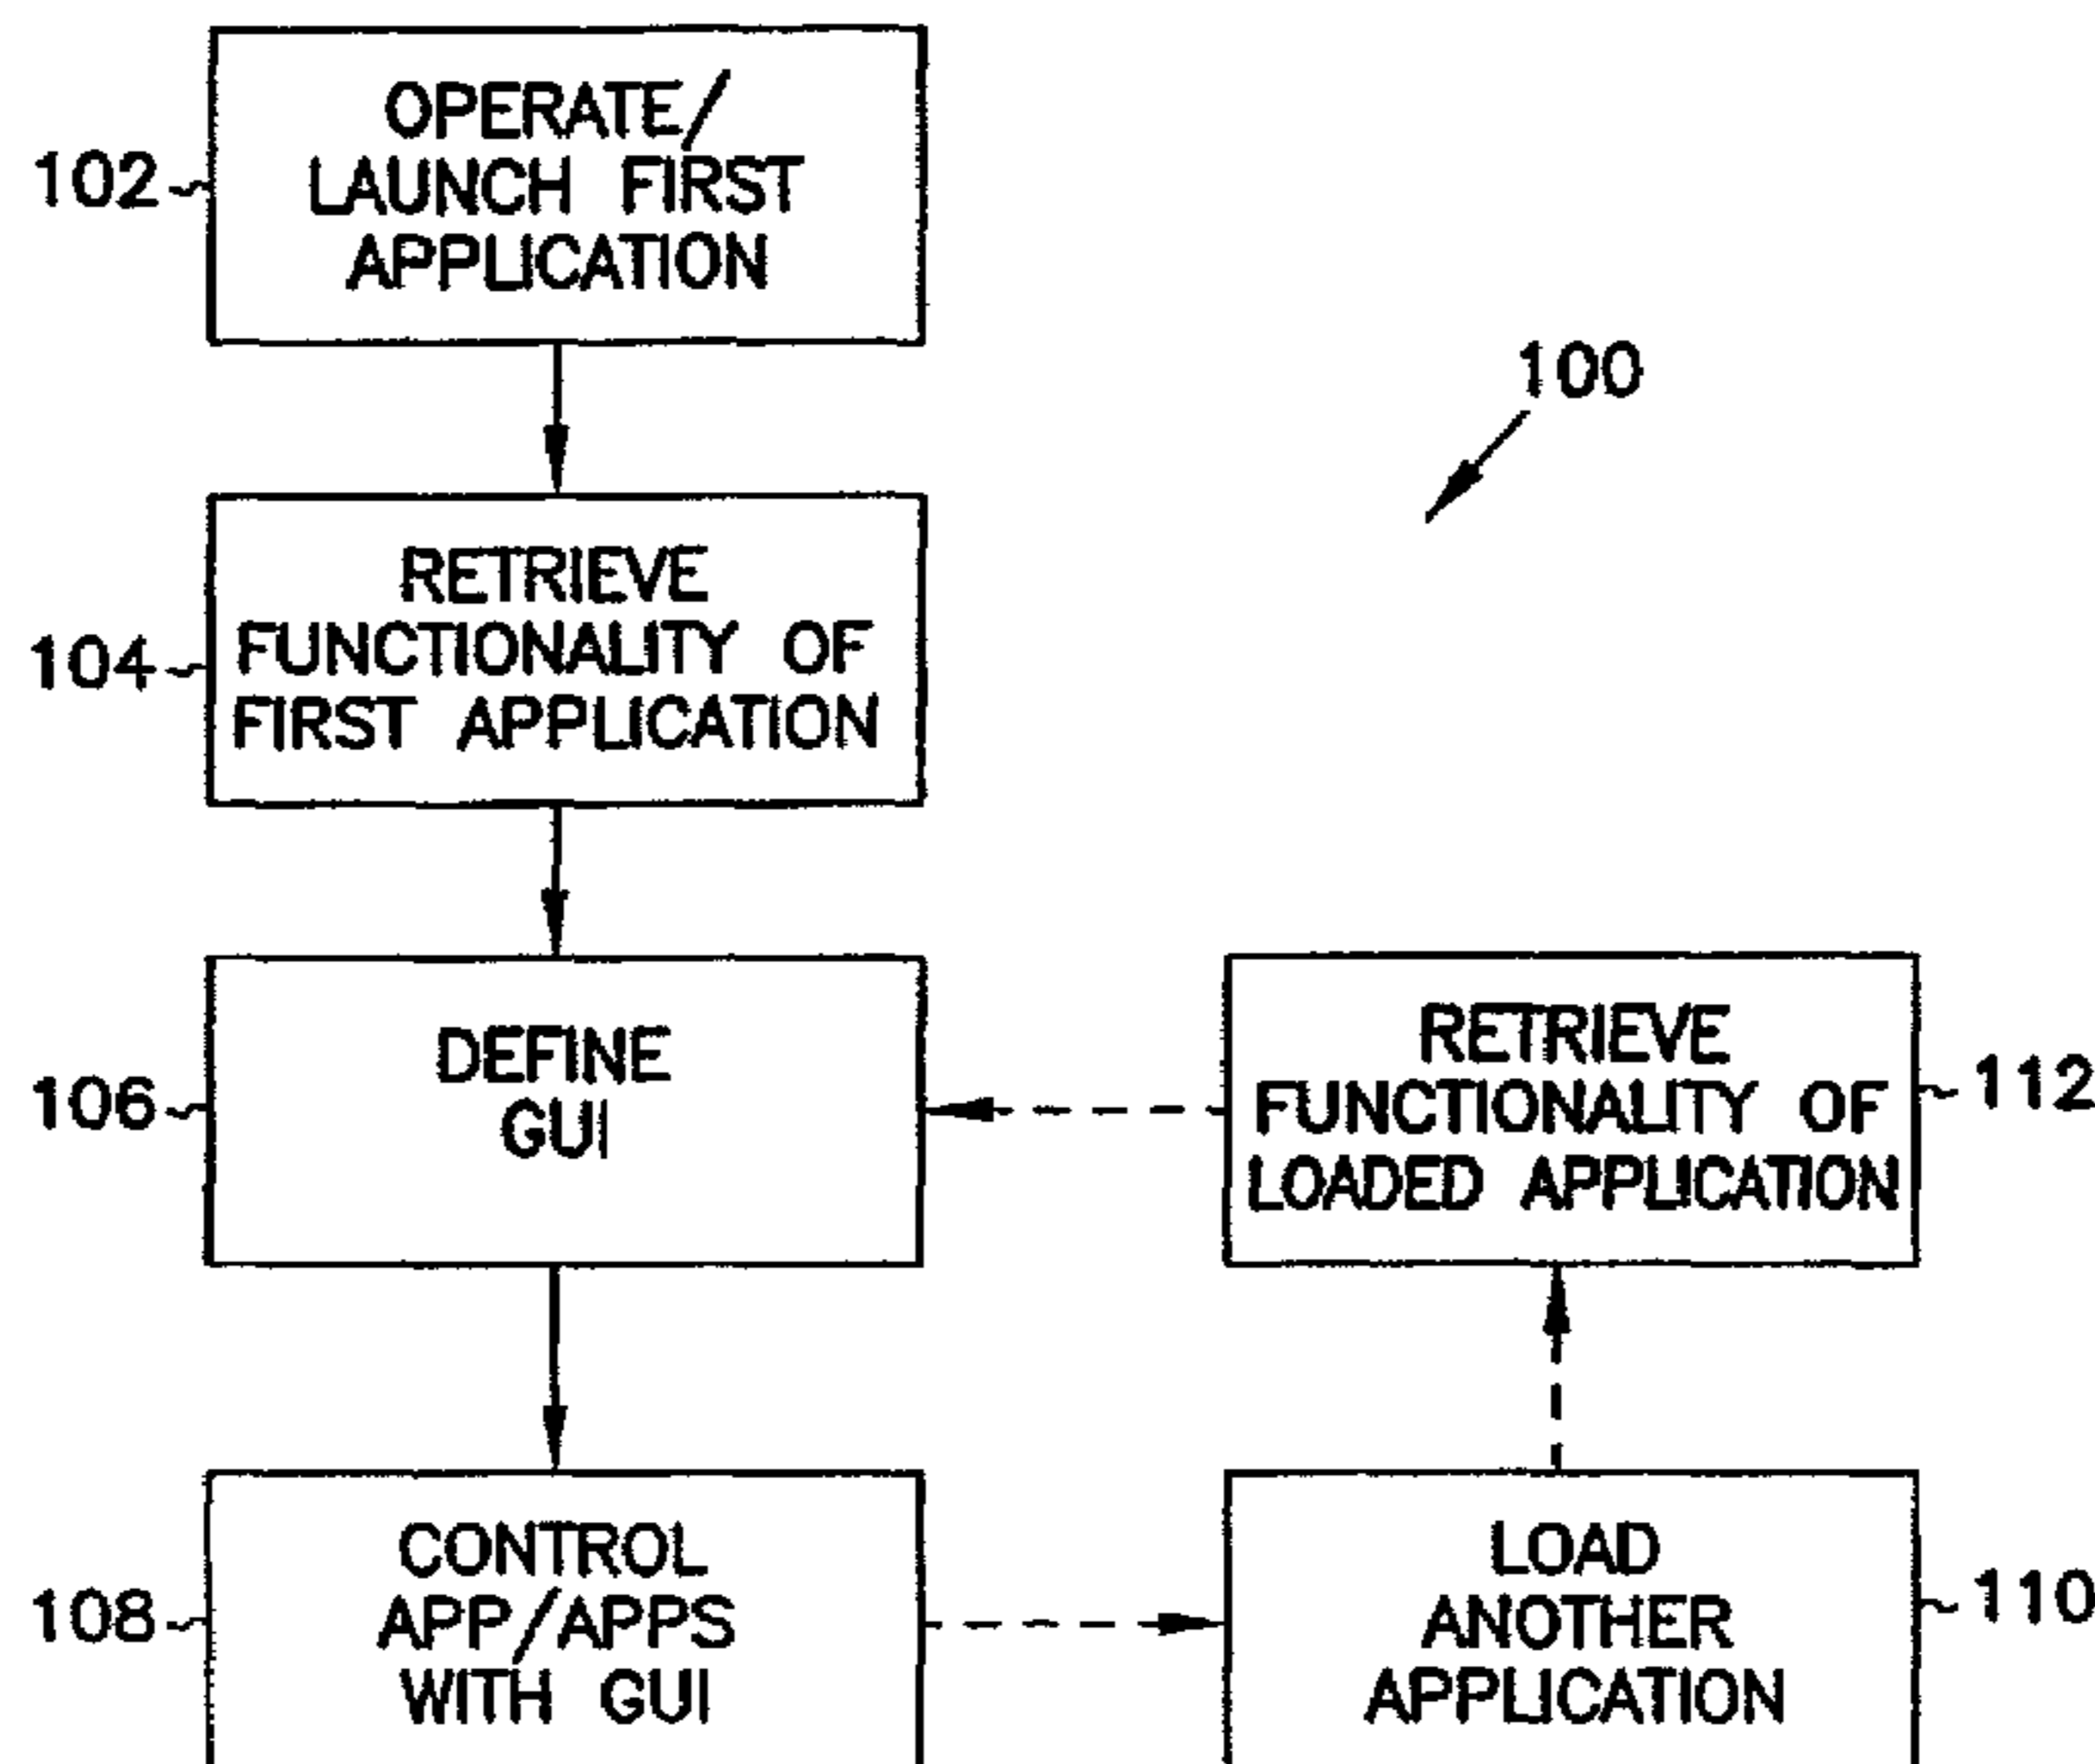 OPERATE/
LAUNCH FIRST
APPLICATION
102
100
RETRIEVE
FUNCTIONALITY OF
FIRST APPLICATION
104
DEFINE
GUI
106
RETRIEVE
FUNCTIONALITY OF
LOADED APPLICATION
112
CONTROL
APP/APPS
WITH GUI
108
LOAD
ANOTHER
APPLICATION
110